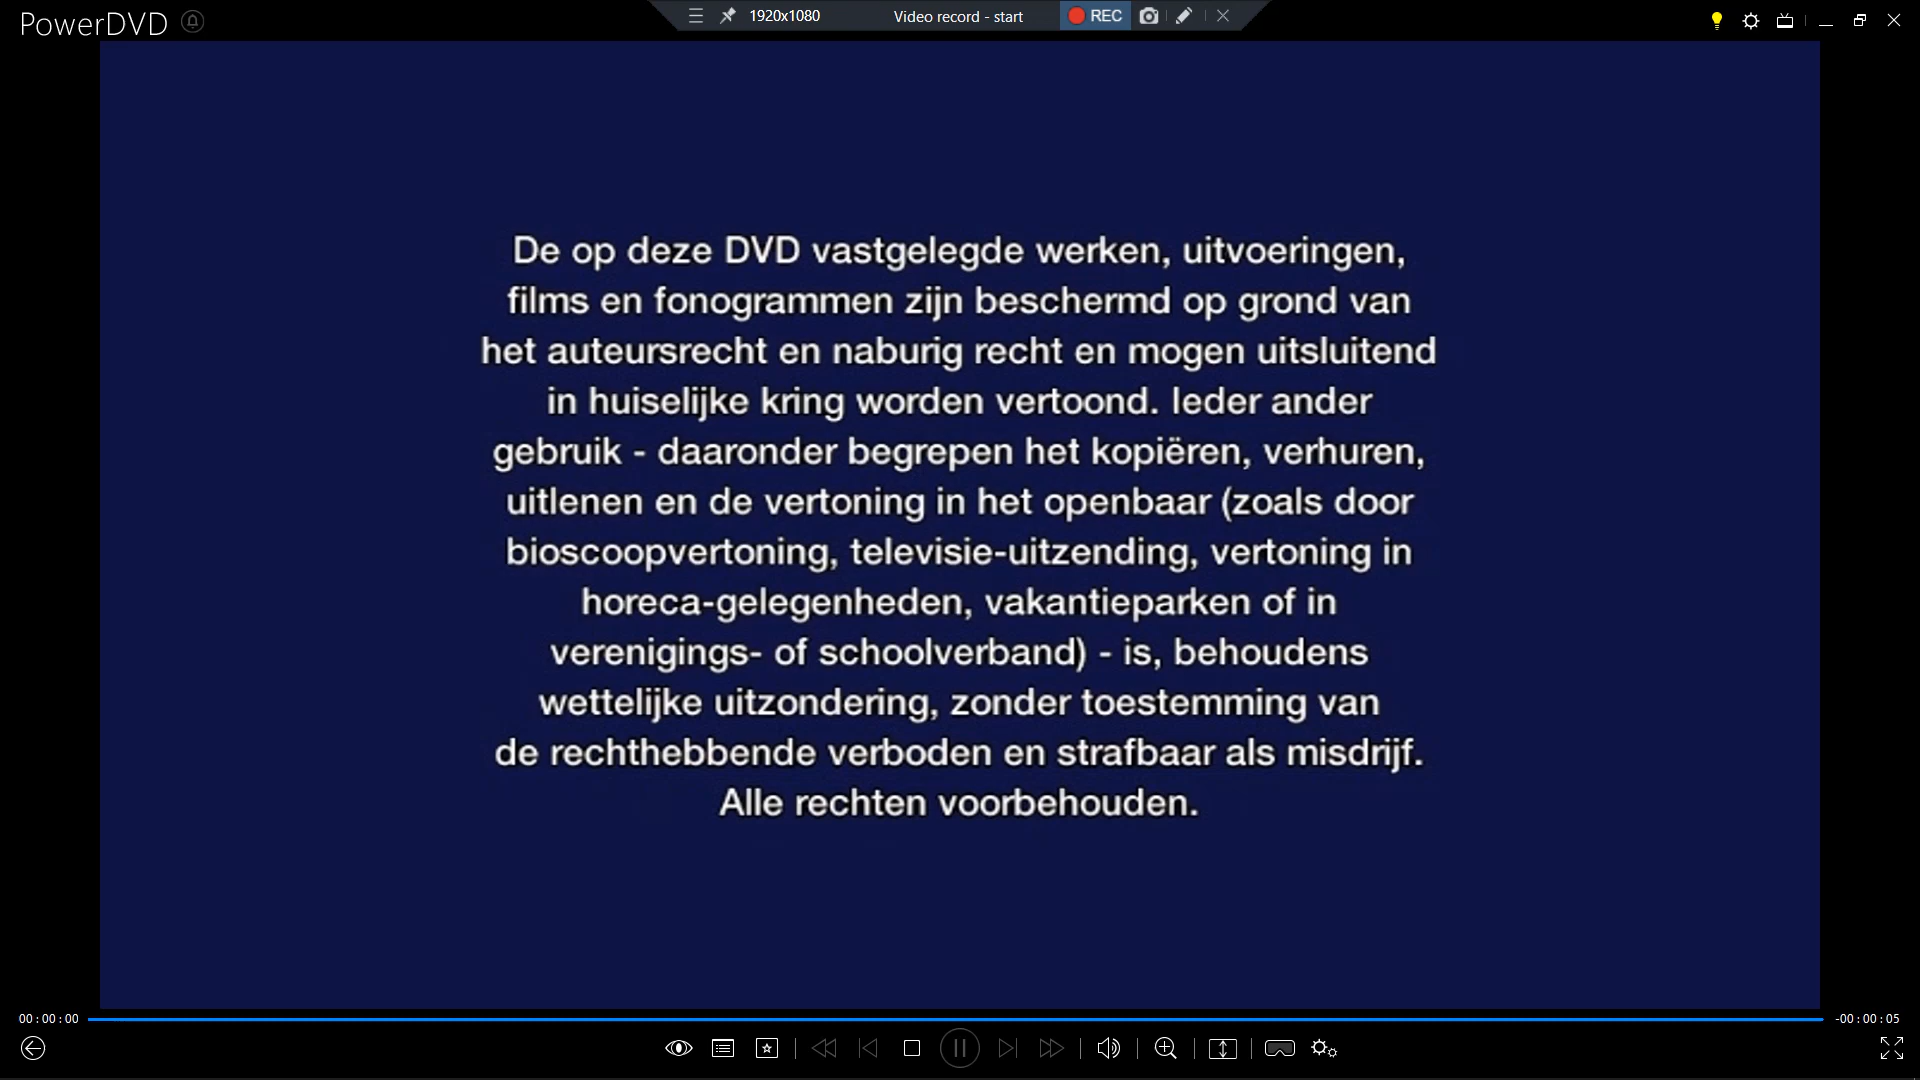 PowerDVD
1920x1080 Video record - start REC
De op deze DVD vastgelegde werken, uitvoeringen,
films en fonogrammen zijn beschermd op grond van
het auteursrecht en naburig recht en mogen uitsluitend
in huiselijke kring worden vertoond. Ieder ander
gebruik - daaronder begrepen het kopiëren, verhuren,
uitlenen en de vertoning in het openbaar (zoals door
bioscoopvertoning, televisie-uitzending, vertoning in
horeca-gelegenheden, vakantieparken of in
verenigings- of schoolverband) - is, behoudens
wettelijke uitzondering, zonder toestemming van
de rechthebbende verboden en strafbaar als misdrijf.
Alle rechten voorbehouden.
00:00:00 -00:00:05